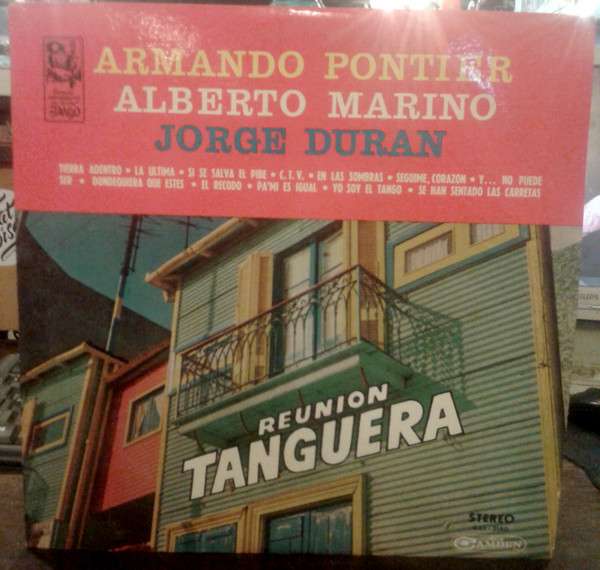 ARMANDO PONTIER
ALBERTO MARINO
JORGE DURAN
TANGO
TIERRA ADENTRO • LA ULTIMA • SI SE SALVA EL PIBE • C.T.V. • EN LAS SOMBRAS • SEGUIME, CORAZON • Y... NO PUEDE
SER • DONDEQUIERA QUE ESTES • EL RECODO • PA'MI ES IGUAL • YO SOY EL TANGO • SE HAN SENTADO LAS CARRETAS
REUNION
TANGUERA
STEREO
CAMDEN